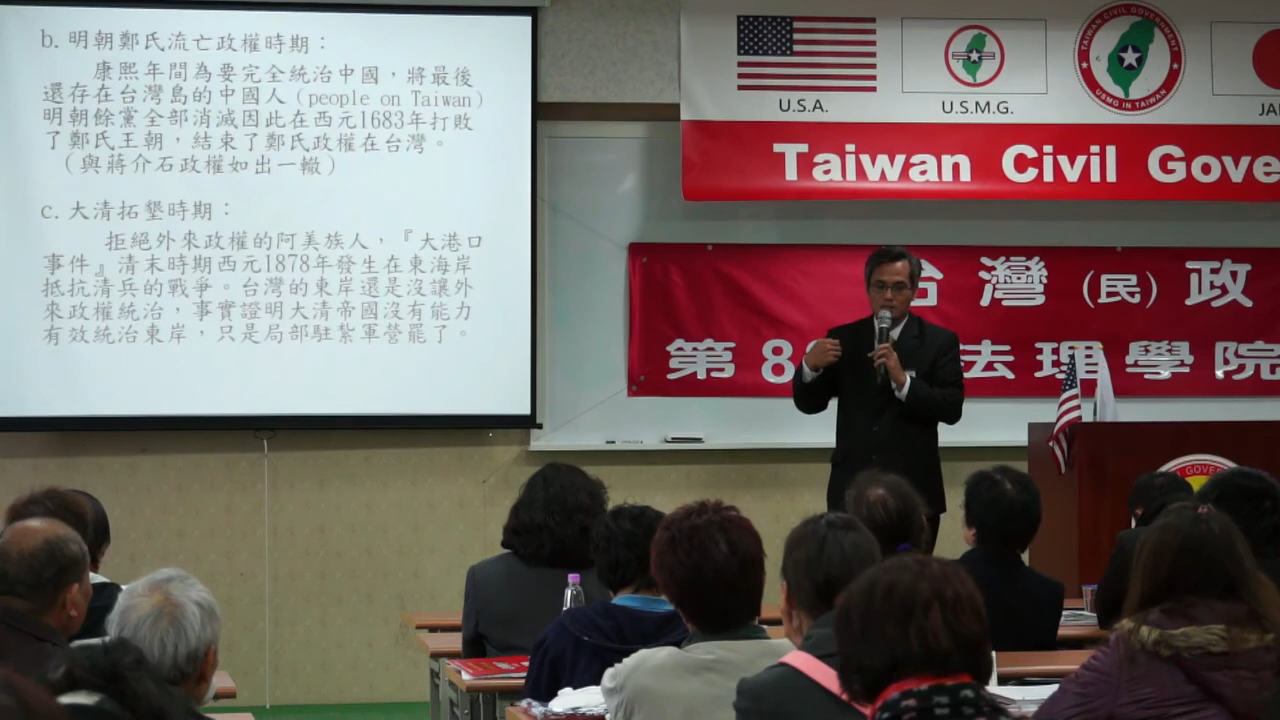 b. 明朝鄭氏流亡政權時期：
康熙年間為要完全統治中國，將最後
還存在台灣島的中國人（people on Taiwan）
明朝餘黨全部消滅因此在西元1683年打敗
了鄭氏王朝，結束了鄭氏政權在台灣。
（與蔣介石政權如出一轍）
c. 大清拓墾時期：
拒絕外來政權的阿美族人，『大港口
事件』清末時期西元1878年發生在東海岸
抵抗清兵的戰爭。台灣的東岸還是沒讓外
來政權統治，事實證明大清帝國沒有能力
有效統治東岸，只是局部駐紮軍營罷了。
TAIWAN CIVIL GOVERNMENT
USMG IN TAIWAN
U.S.A.
U.S.M.G.
JA
Taiwan Civil Gove
台灣(民)政
第8 法理學院
GOVER